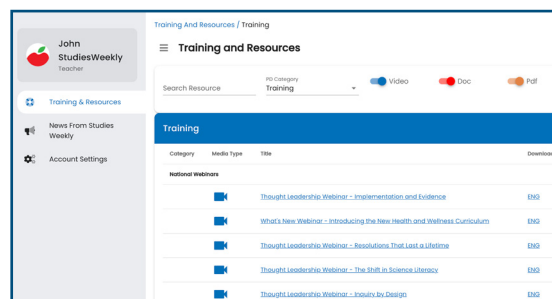 John
StudiesWeekly
Teacher
Training & Resources
News From Studies
Weekly
Account Settings
Training And Resources / Training
Training and Resources
Search Resource
PD Category
Training
Video
Doc
Pdf
Training
Category Media Type Title Download
National Webinars
Thought Leadership Webinar - Implementation and Evidence ENG
What's New Webinar - Introducing the New Health and Wellness Curriculum ENG
Thought Leadership Webinar - Resolutions That Last a Lifetime ENG
Thought Leadership Webinar - The Shift in Science Literacy ENG
Thought Leadership Webinar - Inquiry by Design ENG